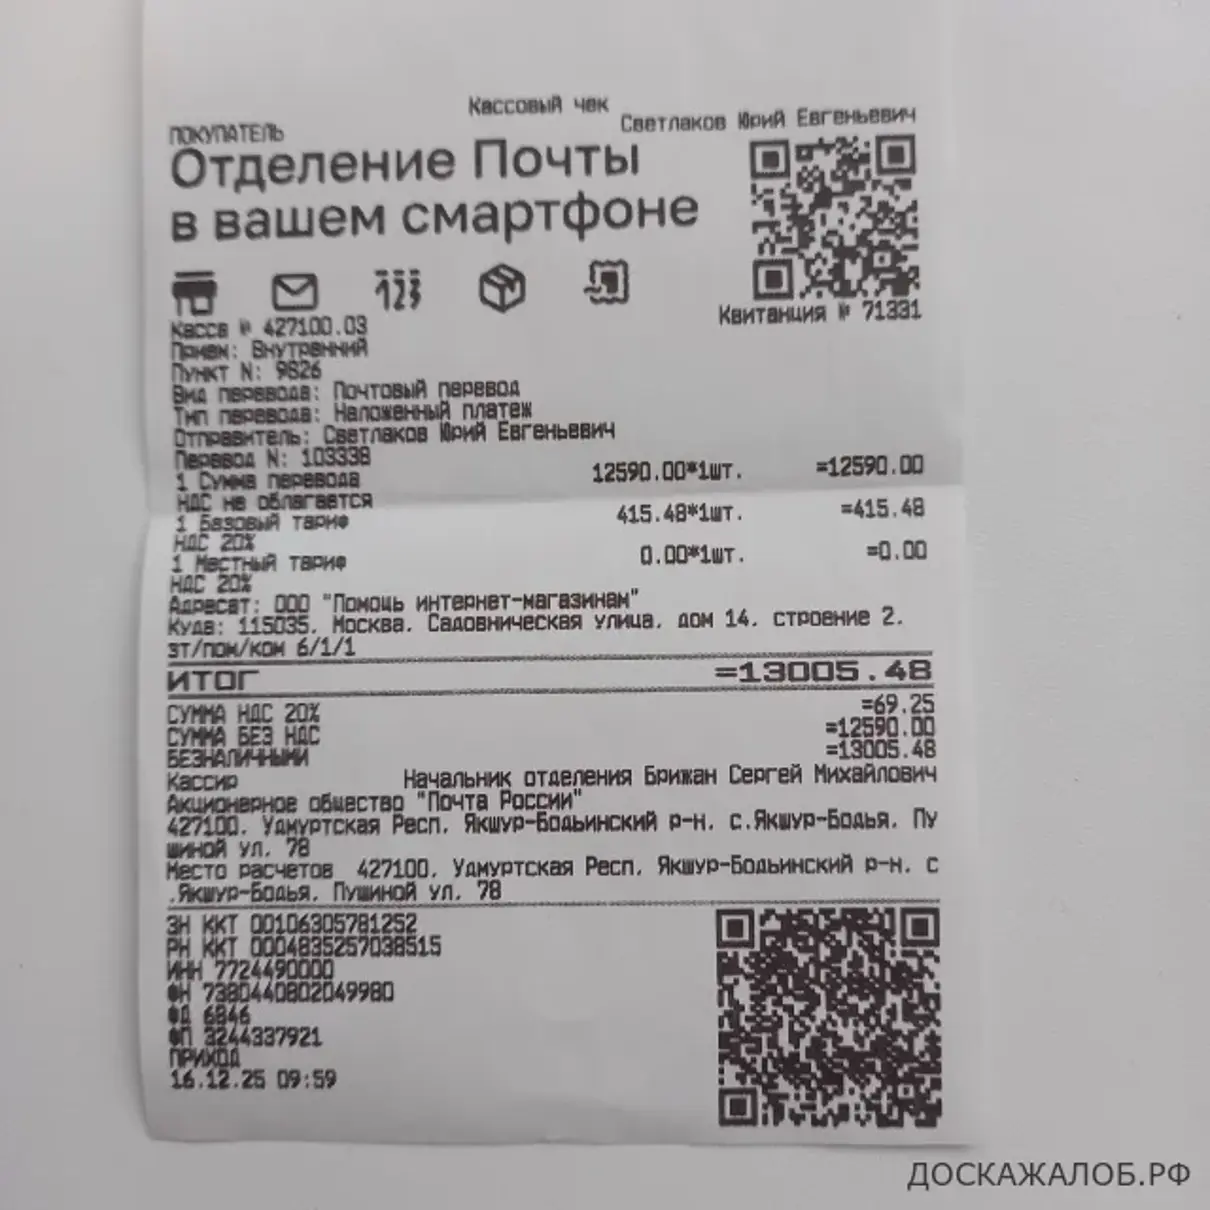 Кассовый чек
ПОКУПАТЕЛЬ Светлаков Юрий Евгеньевич
Отделение Почты
в вашем смартфоне
123
Квитанция № 71331
Касса № 427100.03
Прием: Внутренний
Пункт N: 9826
Вид перевода: Почтовый перевод
Тип перевода: Наложенный платеж
Отправитель: Светлаков Юрий Евгеньевич
Перевод N: 103338
1 Сумма перевода 12590.00*1шт. =12590.00
НДС не облагается
1 Базовый тариф 415.48*1шт. =415.48
НДС 20%
1 Местный тариф 0.00*1шт. =0.00
НДС 20%
Адресат: ООО "Помощь интернет-магазинам"
Куда: 115035, Москва, Садовническая улица, дом 14, строение 2,
эт/пом/ком 6/1/1
ИТОГ =13005.48
СУММА НДС 20% =69.25
СУММА БЕЗ НДС =12590.00
БЕЗНАЛИЧНЫМИ =13005.48
Кассир Начальник отделения Брижан Сергей Михайлович
Акционерное общество "Почта России"
427100, Удмуртская Респ, Якшур-Бодьинский р-н, с.Якшур-Бодья, Пу
шиной ул, 78
Место расчетов 427100, Удмуртская Респ, Якшур-Бодьинский р-н, с
.Якшур-Бодья, Пушиной ул, 78
ЗН ККТ 00106305781252
РН ККТ 0004835257038515
ИНН 7724490000
ФН 7380440802049980
ФД 6846
ФП 3244337921
ПРИХОД
16.12.25 09:59
ДОСКАЖАЛОБ.РФ